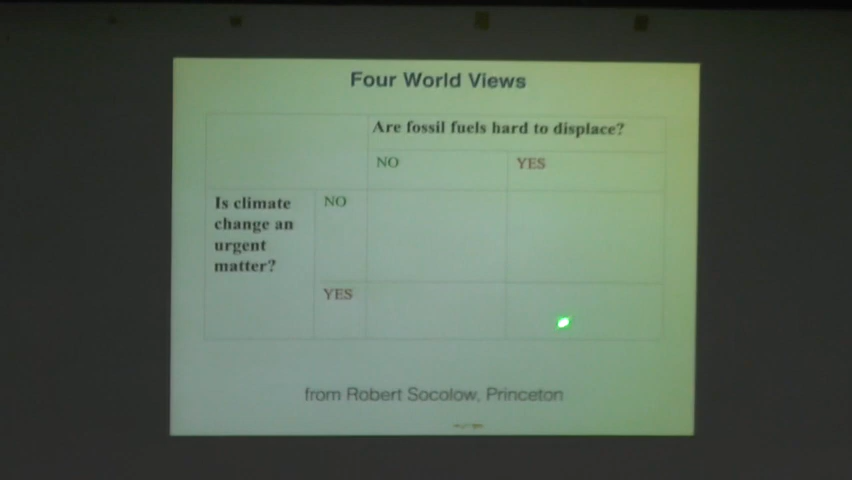 Four World Views
Are fossil fuels hard to displace?
NO
YES
Is climate
change an
urgent
matter?
NO
YES
from Robert Socolow, Princeton